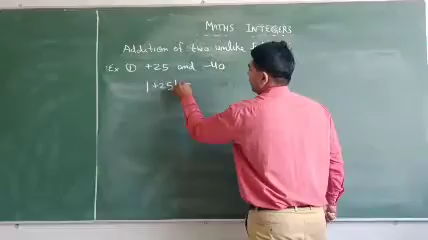 MATHS INTEGERS
Addition of two unlike
Ex ① +25 and -40
|+25|=